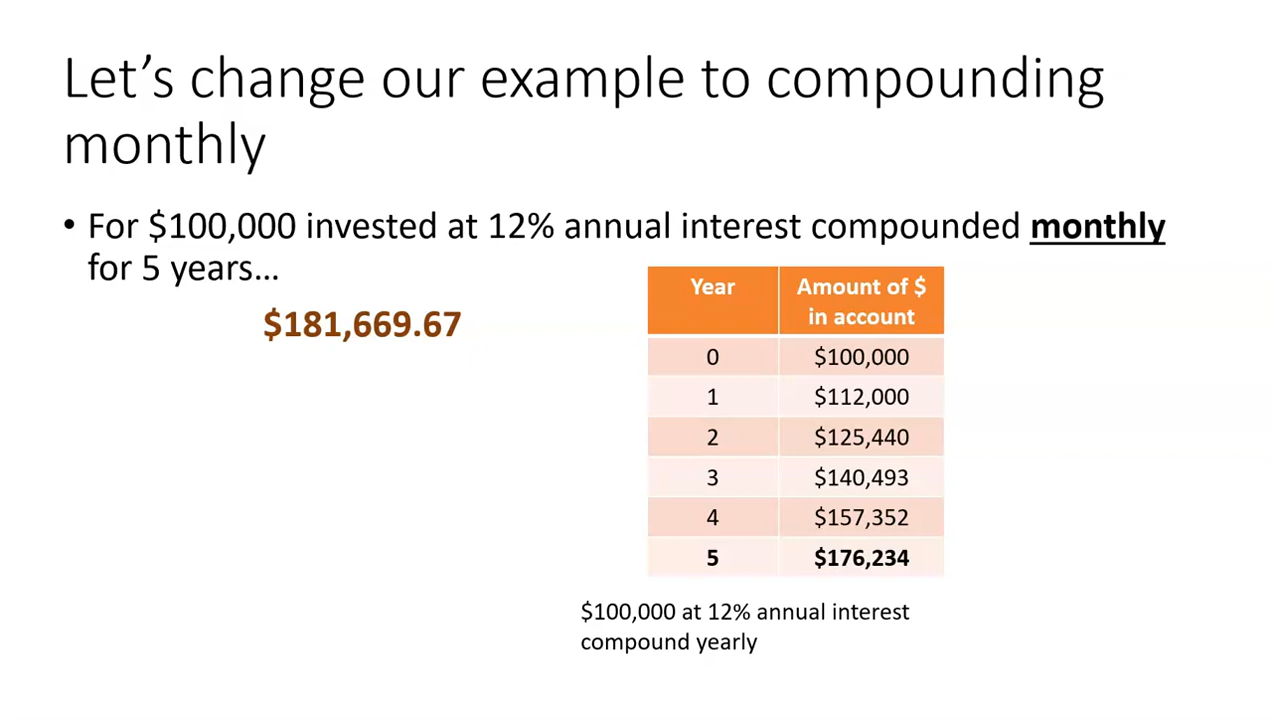 Let’s change our example to compounding
monthly
• For $100,000 invested at 12% annual interest compounded monthly
for 5 years…
$181,669.67
Year Amount of $
in account
0 $100,000
1 $112,000
2 $125,440
3 $140,493
4 $157,352
5 $176,234
$100,000 at 12% annual interest
compound yearly